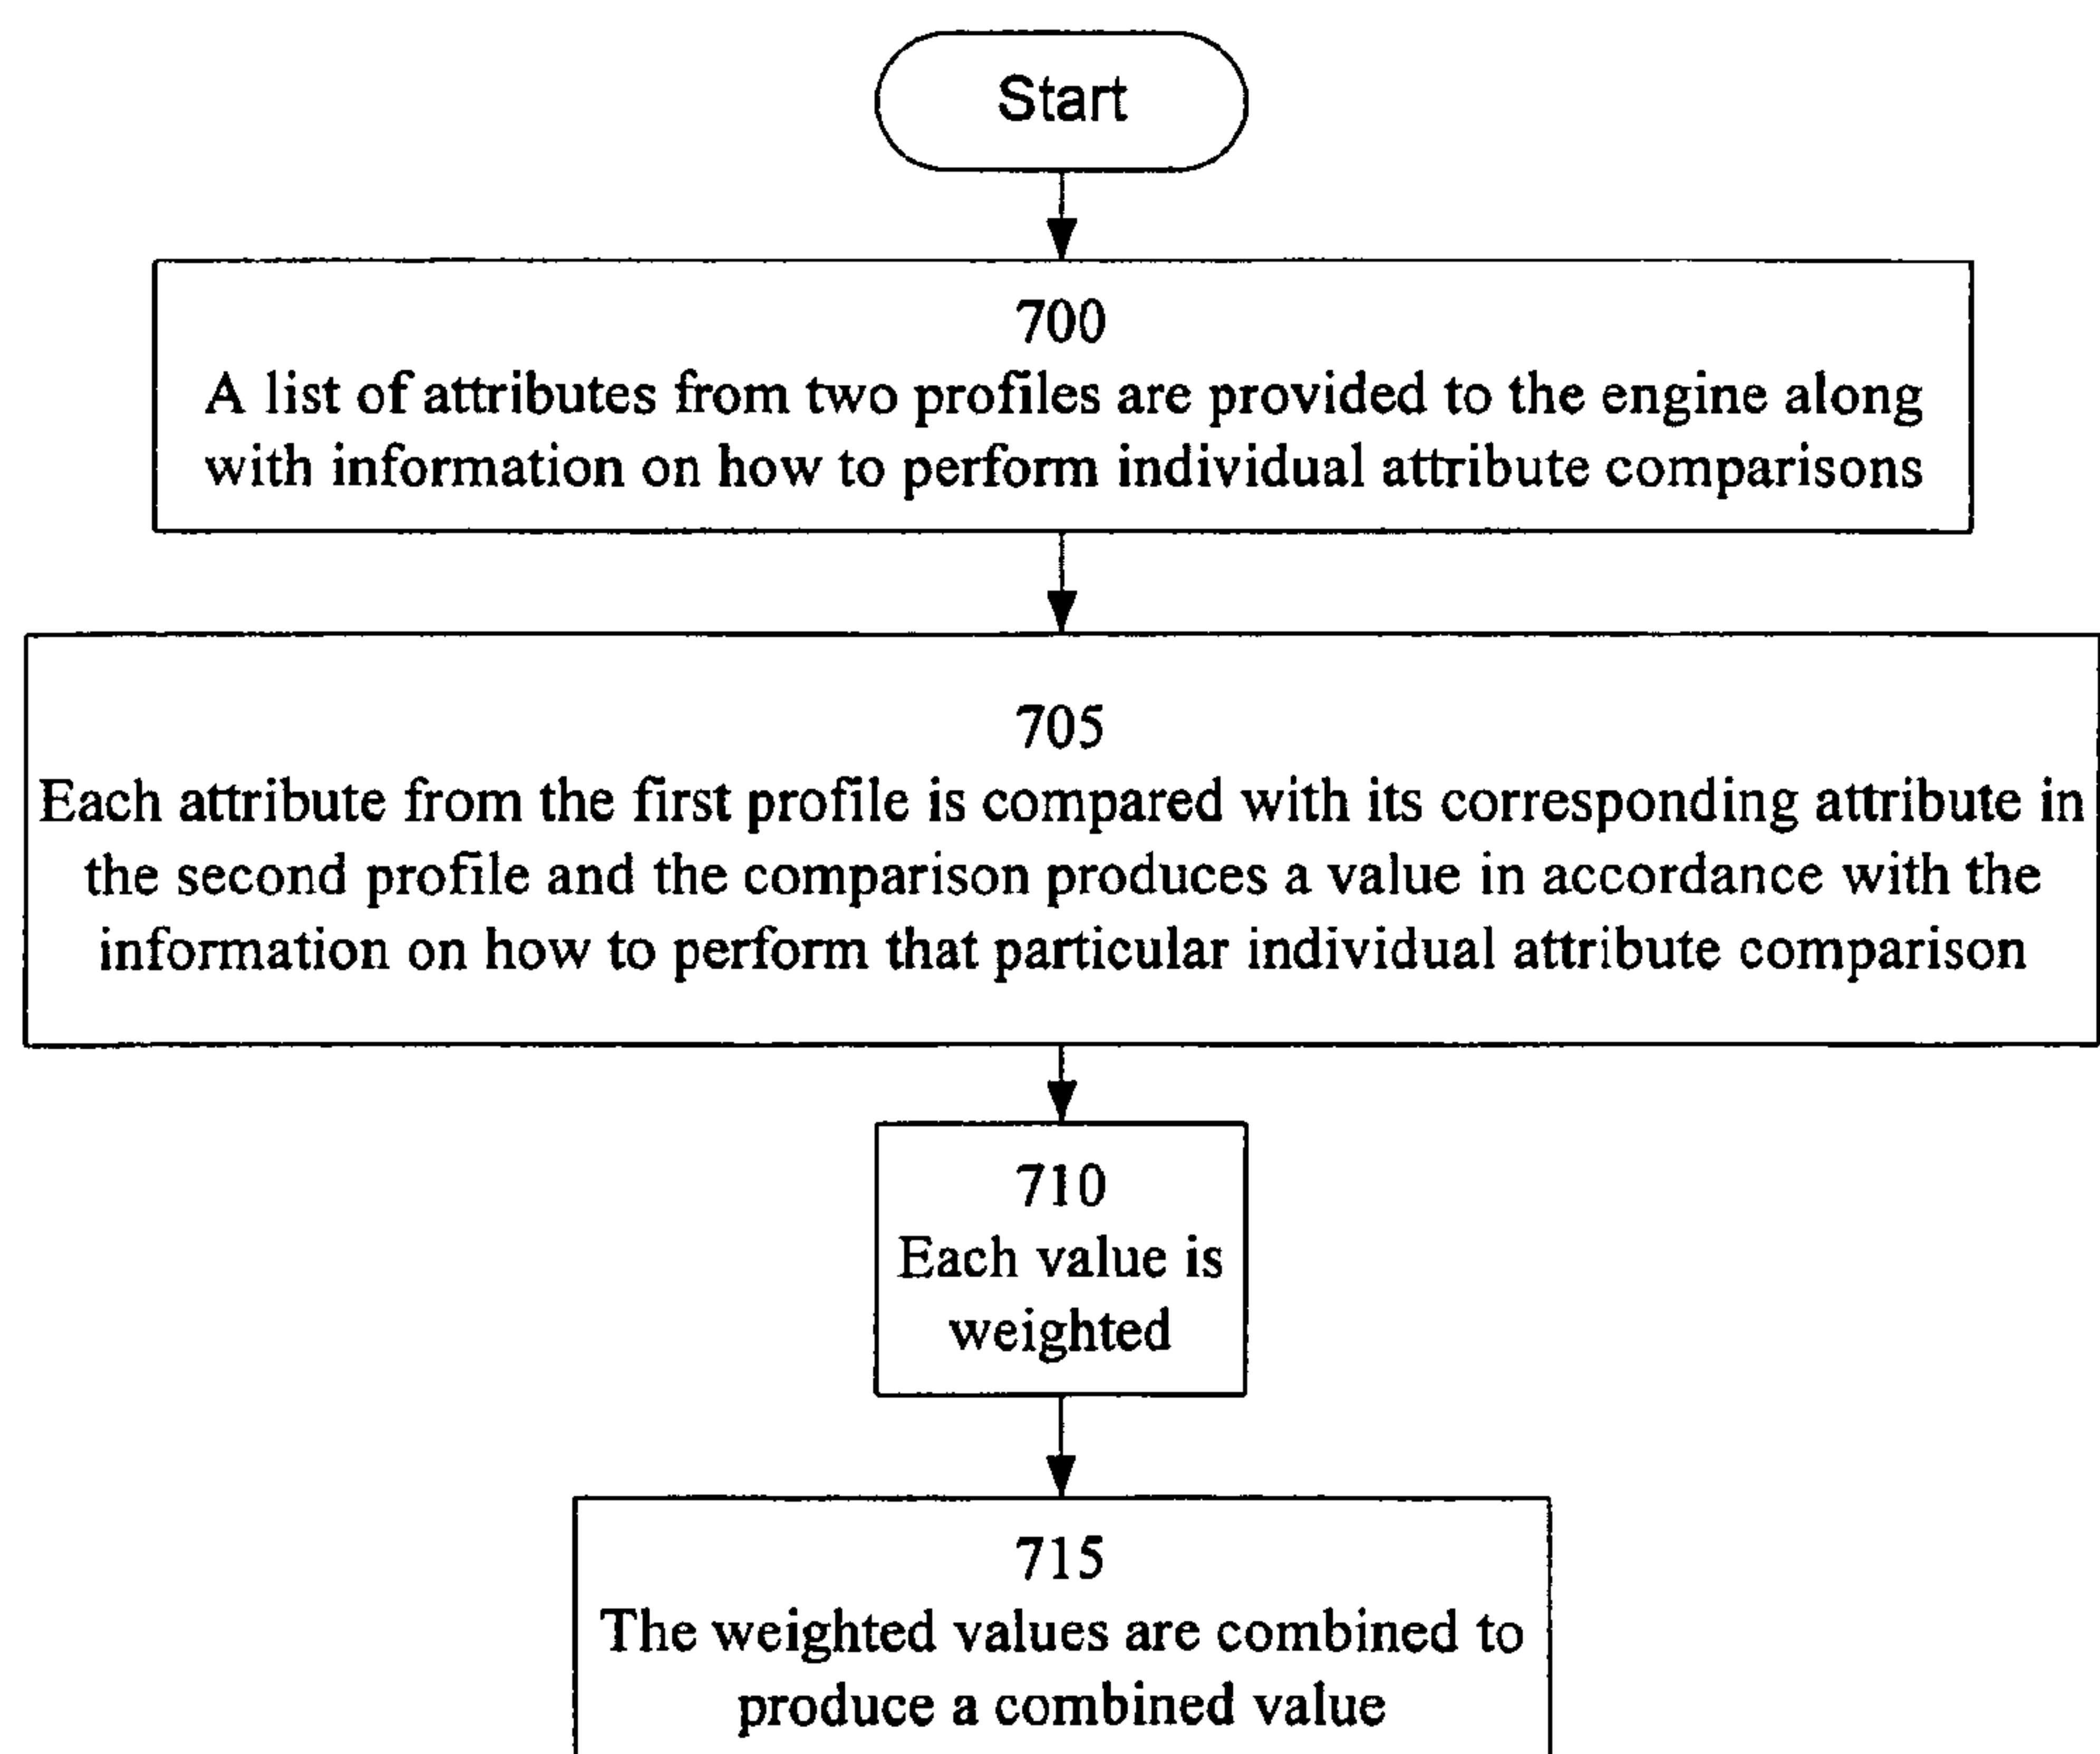 Start
700
A list of attributes from two profiles are provided to the engine along
with information on how to perform individual attribute comparisons
705
Each attribute from the first profile is compared with its corresponding attribute in
the second profile and the comparison produces a value in accordance with the
information on how to perform that particular individual attribute comparison
710
Each value is
weighted
715
The weighted values are combined to
produce a combined value